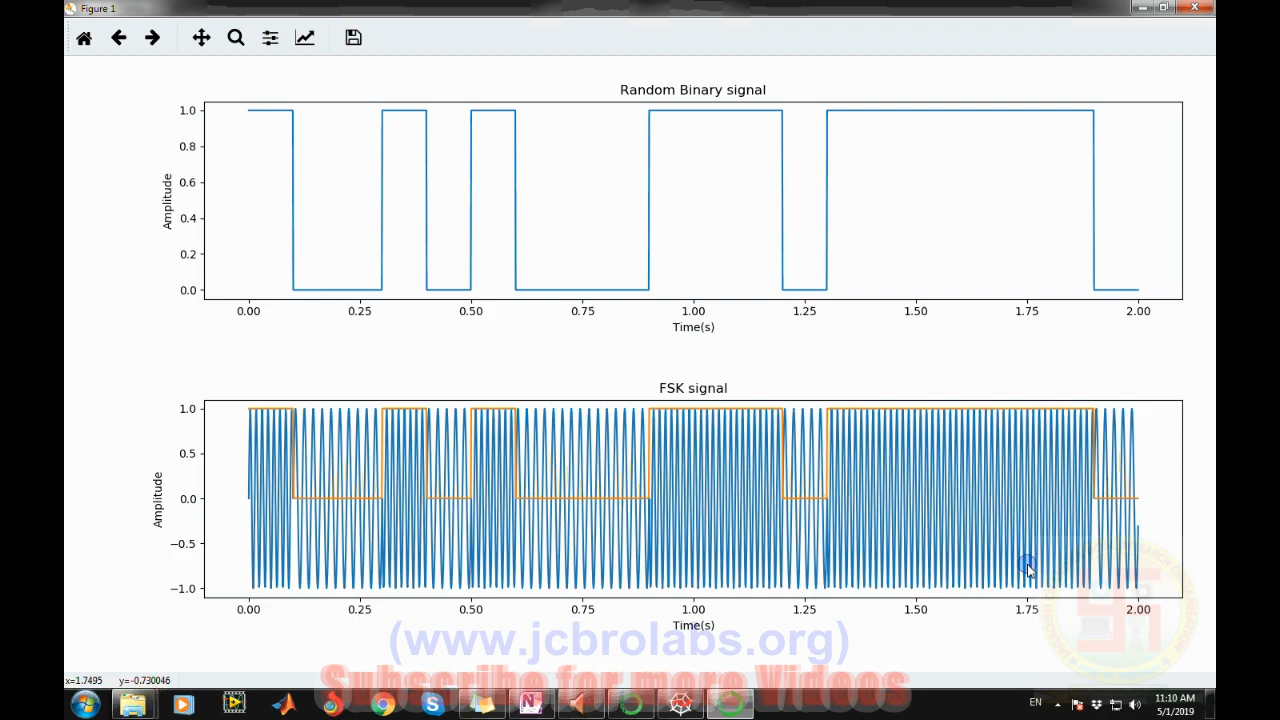 Figure 1
Random Binary signal
1.0
0.8
0.6
0.4
0.2
0.0
Amplitude
0.00 0.25 0.50 0.75 1.00 1.25 1.50 1.75 2.00
Time(s)
FSK signal
1.0
0.5
0.0
−0.5
−1.0
Amplitude
0.00 0.25 0.50 0.75 1.00 1.25 1.50 1.75 2.00
Time(s)
(www.jcbrolabs.org)
Subscribe for more Videos
x=1.7495 y=-0.730046
EN
11:10 AM
5/1/2019